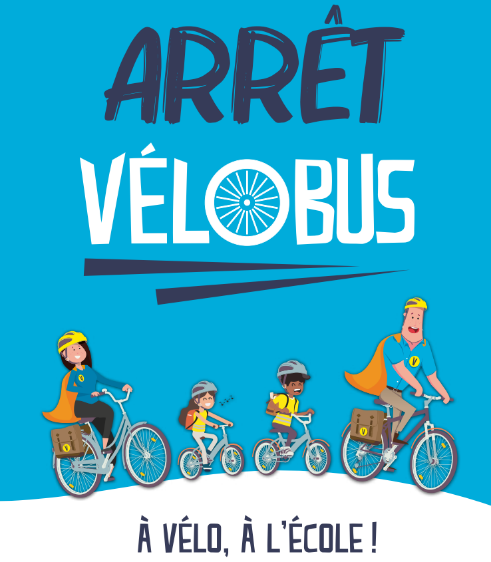 ARRÊT
VÉLOBUS
À VÉLO, À L'ÉCOLE !